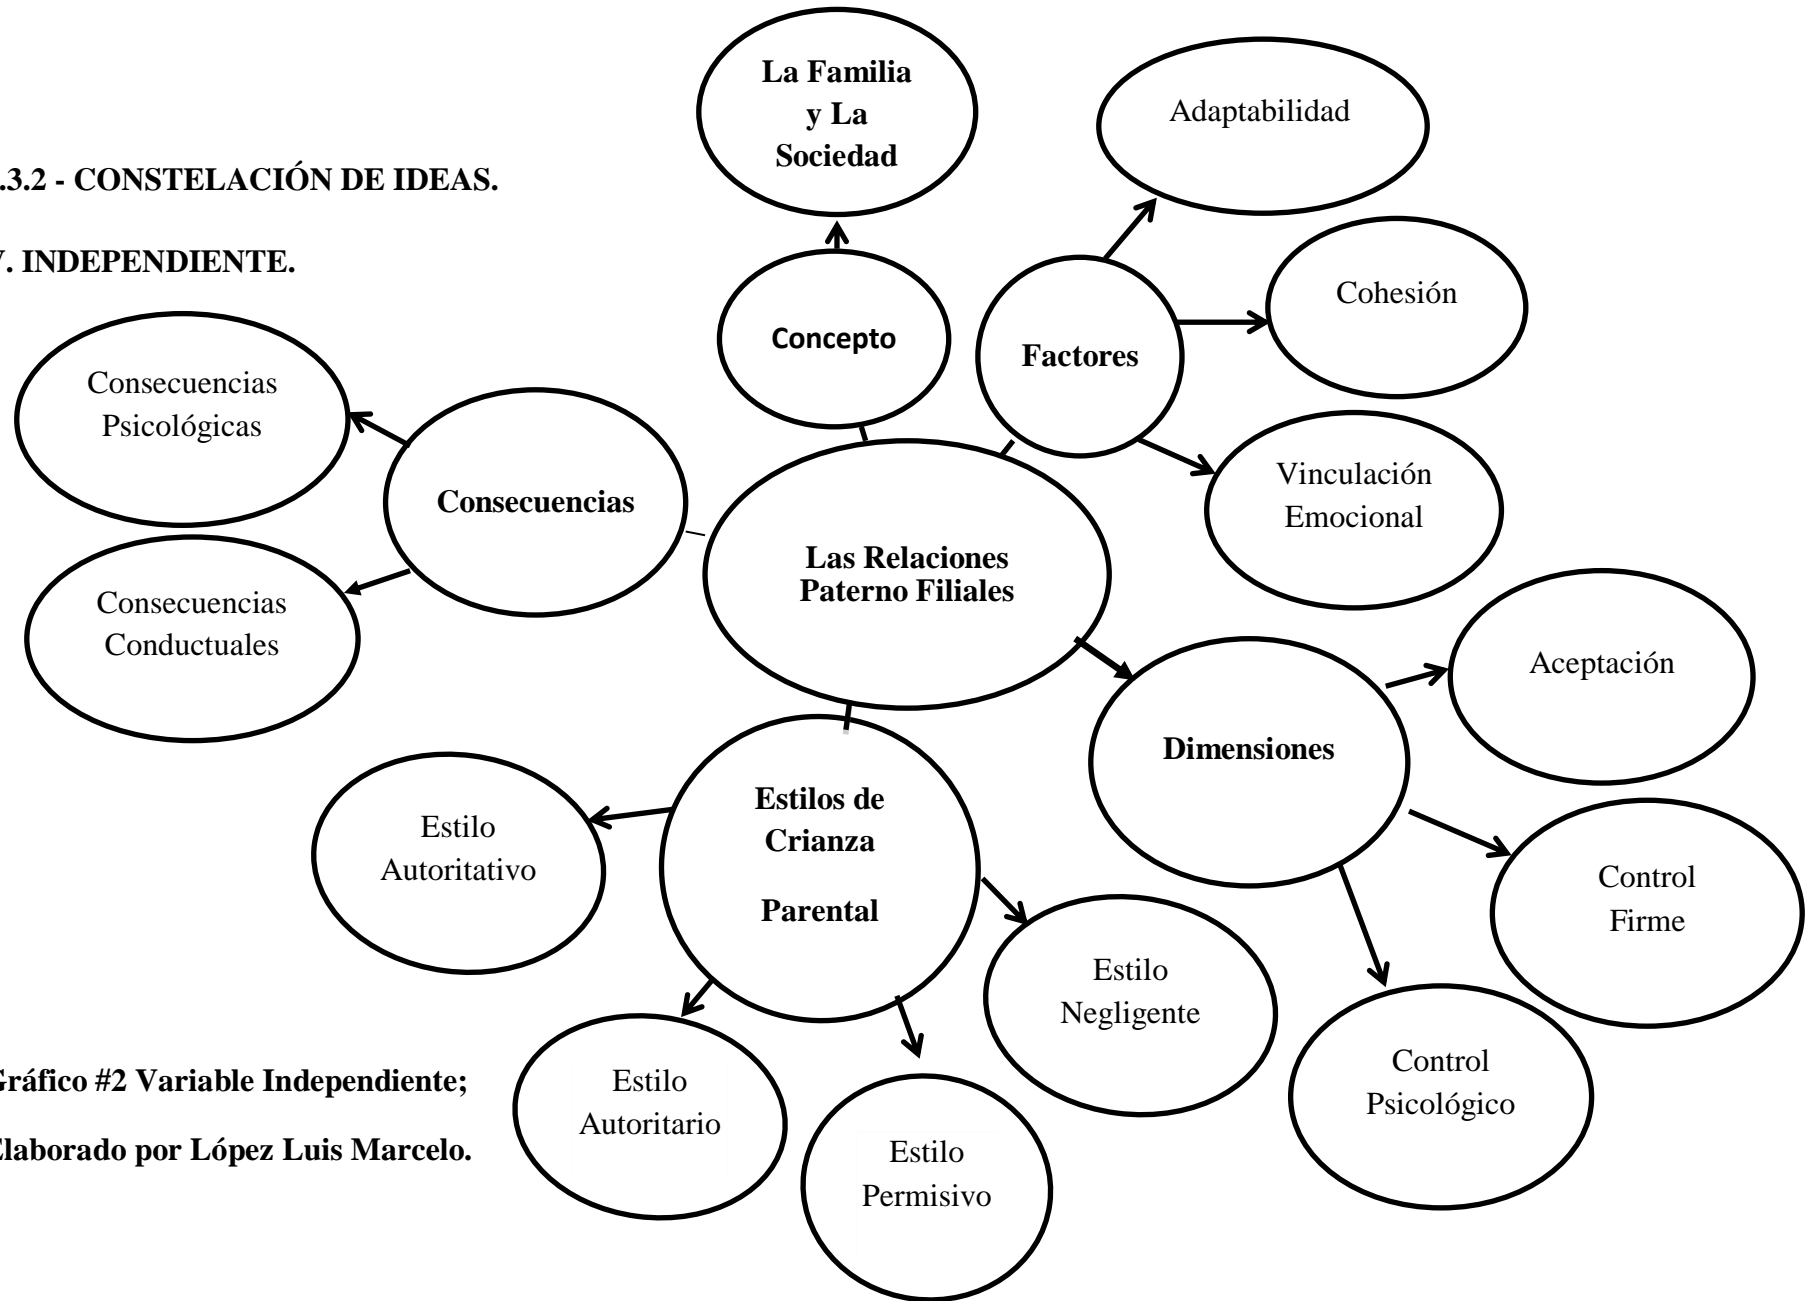 .3.2 - CONSTELACIÓN DE IDEAS.
V. INDEPENDIENTE.
La Familia
y La
Sociedad
Concepto
Adaptabilidad
Factores
Cohesión
Vinculación
Emocional
Consecuencias
Psicológicas
Consecuencias
Consecuencias
Conductuales
Las Relaciones
Paterno Filiales
Dimensiones
Aceptación
Control
Firme
Control
Psicológico
Estilos de
Crianza
Parental
Estilo
Autoritativo
Estilo
Autoritario
Estilo
Permisivo
Estilo
Negligente
Gráfico #2 Variable Independiente;
Elaborado por López Luis Marcelo.